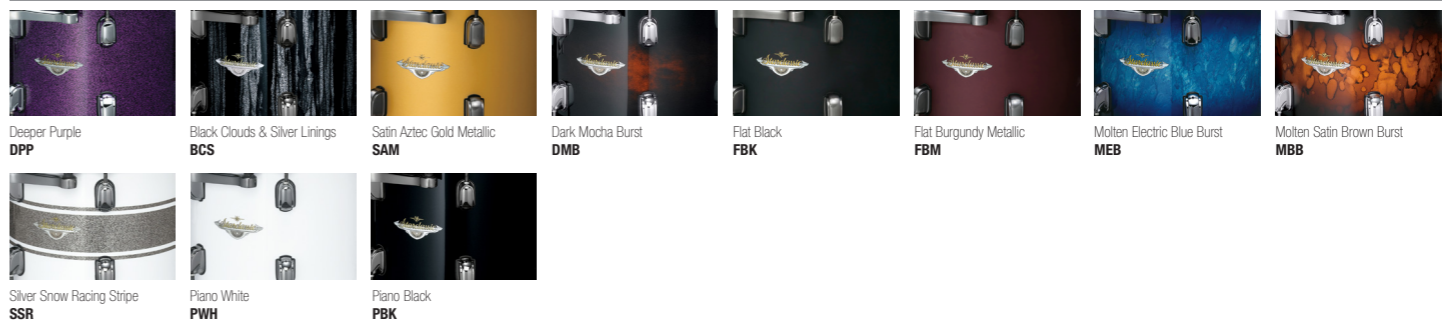 Deeper Purple
DPP
Black Clouds & Silver Linings
BCS
Satin Aztec Gold Metallic
SAM
Dark Mocha Burst
DMB
Flat Black
FBK
Flat Burgundy Metallic
FBM
Molten Electric Blue Burst
MEB
Molten Satin Brown Burst
MBB
Silver Snow Racing Stripe
SSR
Piano White
PWH
Piano Black
PBK